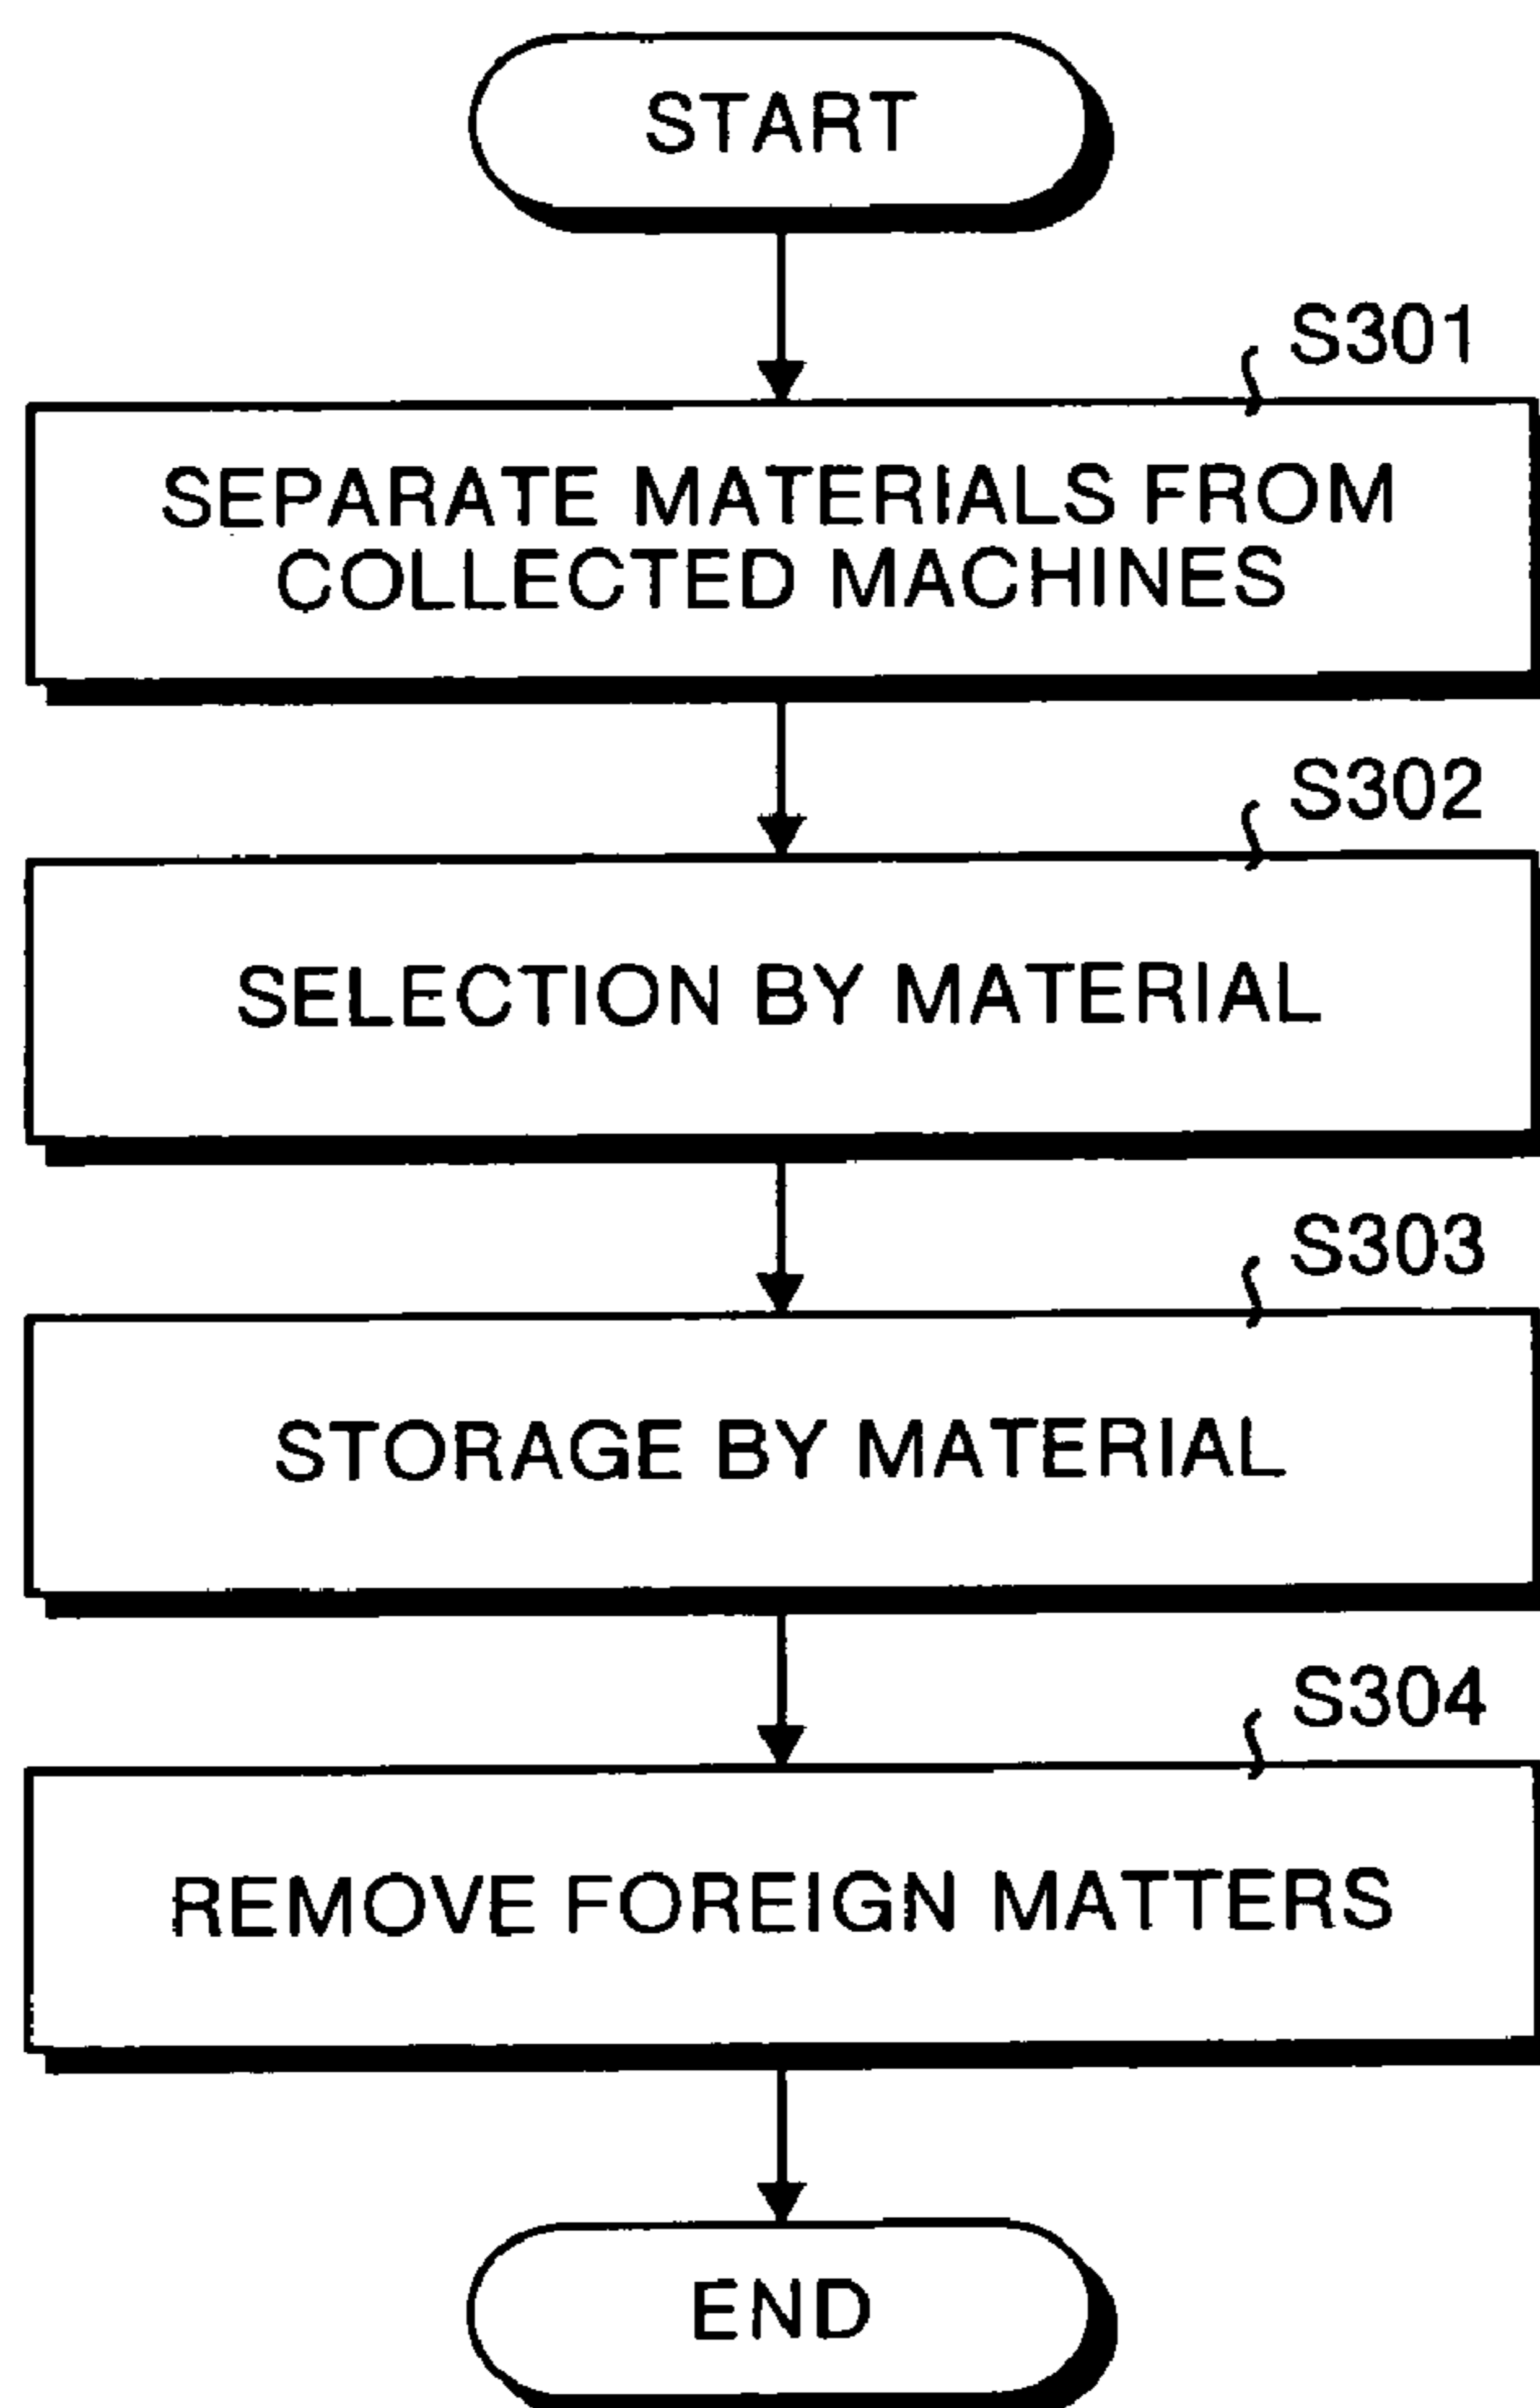 START
S301
SEPARATE MATERIALS FROM
COLLECTED MACHINES
S302
SELECTION BY MATERIAL
S303
STORAGE BY MATERIAL
S304
REMOVE FOREIGN MATTERS
END